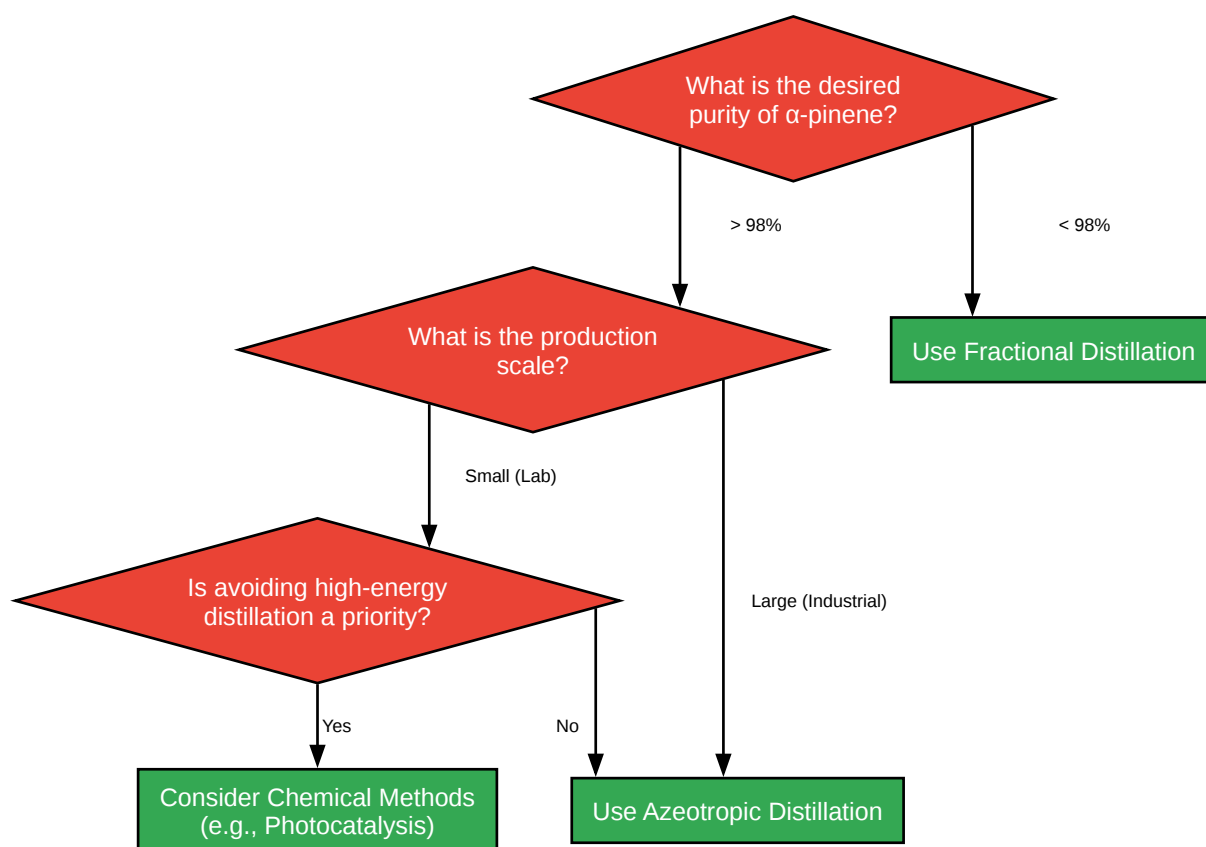 What is the desired
purity of α-pinene?
> 98%
< 98%
What is the production
scale?
Use Fractional Distillation
Small (Lab)
Is avoiding high-energy
distillation a priority?
Large (Industrial)
Yes
No
Consider Chemical Methods
(e.g., Photocatalysis)
Use Azeotropic Distillation